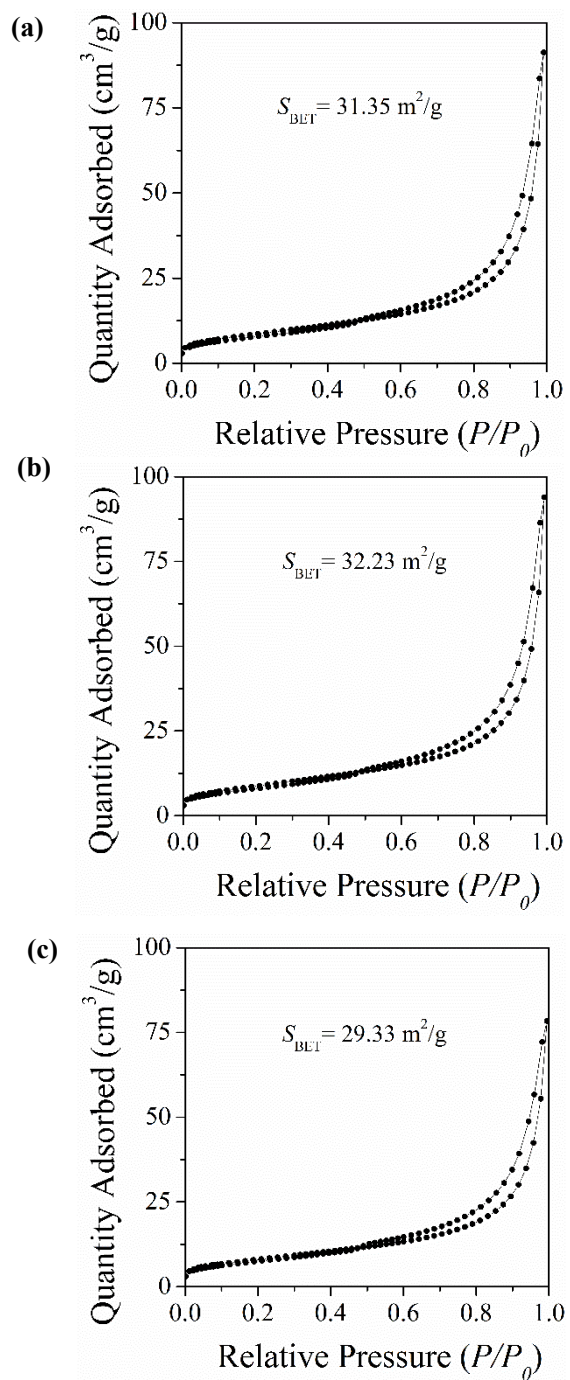 (a)
Quantity Adsorbed (cm³/g)
100
75
50
25
0
S_BET= 31.35 m²/g
0.0 0.2 0.4 0.6 0.8 1.0
Relative Pressure (P/P₀)
(b)
Quantity Adsorbed (cm³/g)
100
75
50
25
0
S_BET= 32.23 m²/g
0.0 0.2 0.4 0.6 0.8 1.0
Relative Pressure (P/P₀)
(c)
Quantity Adsorbed (cm³/g)
100
75
50
25
0
S_BET= 29.33 m²/g
0.0 0.2 0.4 0.6 0.8 1.0
Relative Pressure (P/P₀)